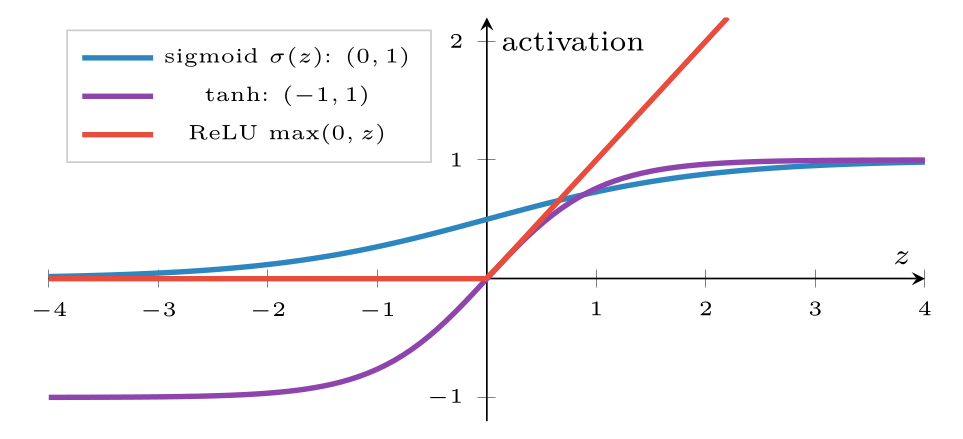 sigmoid σ(z): (0, 1)
tanh: (−1, 1)
ReLU max(0, z)
2
activation
1
z
−4 −3 −2 −1 1 2 3 4
−1